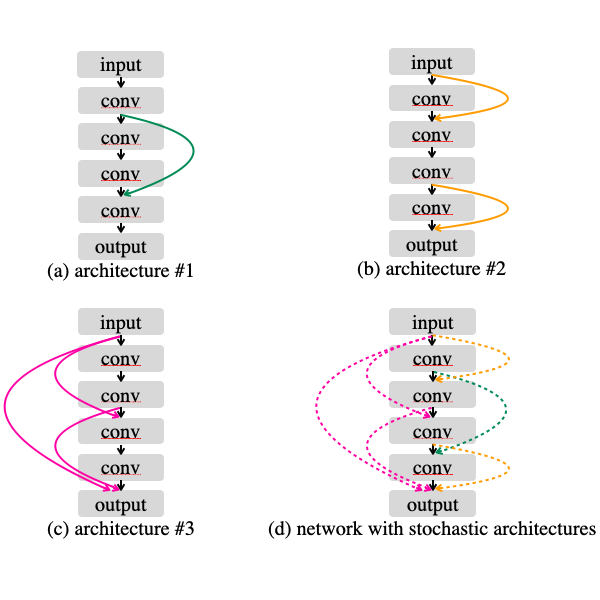 input
conv
conv
conv
conv
output
(a) architecture #1
input
conv
conv
conv
conv
output
(b) architecture #2
input
conv
conv
conv
conv
output
(c) architecture #3
input
conv
conv
conv
conv
output
(d) network with stochastic architectures